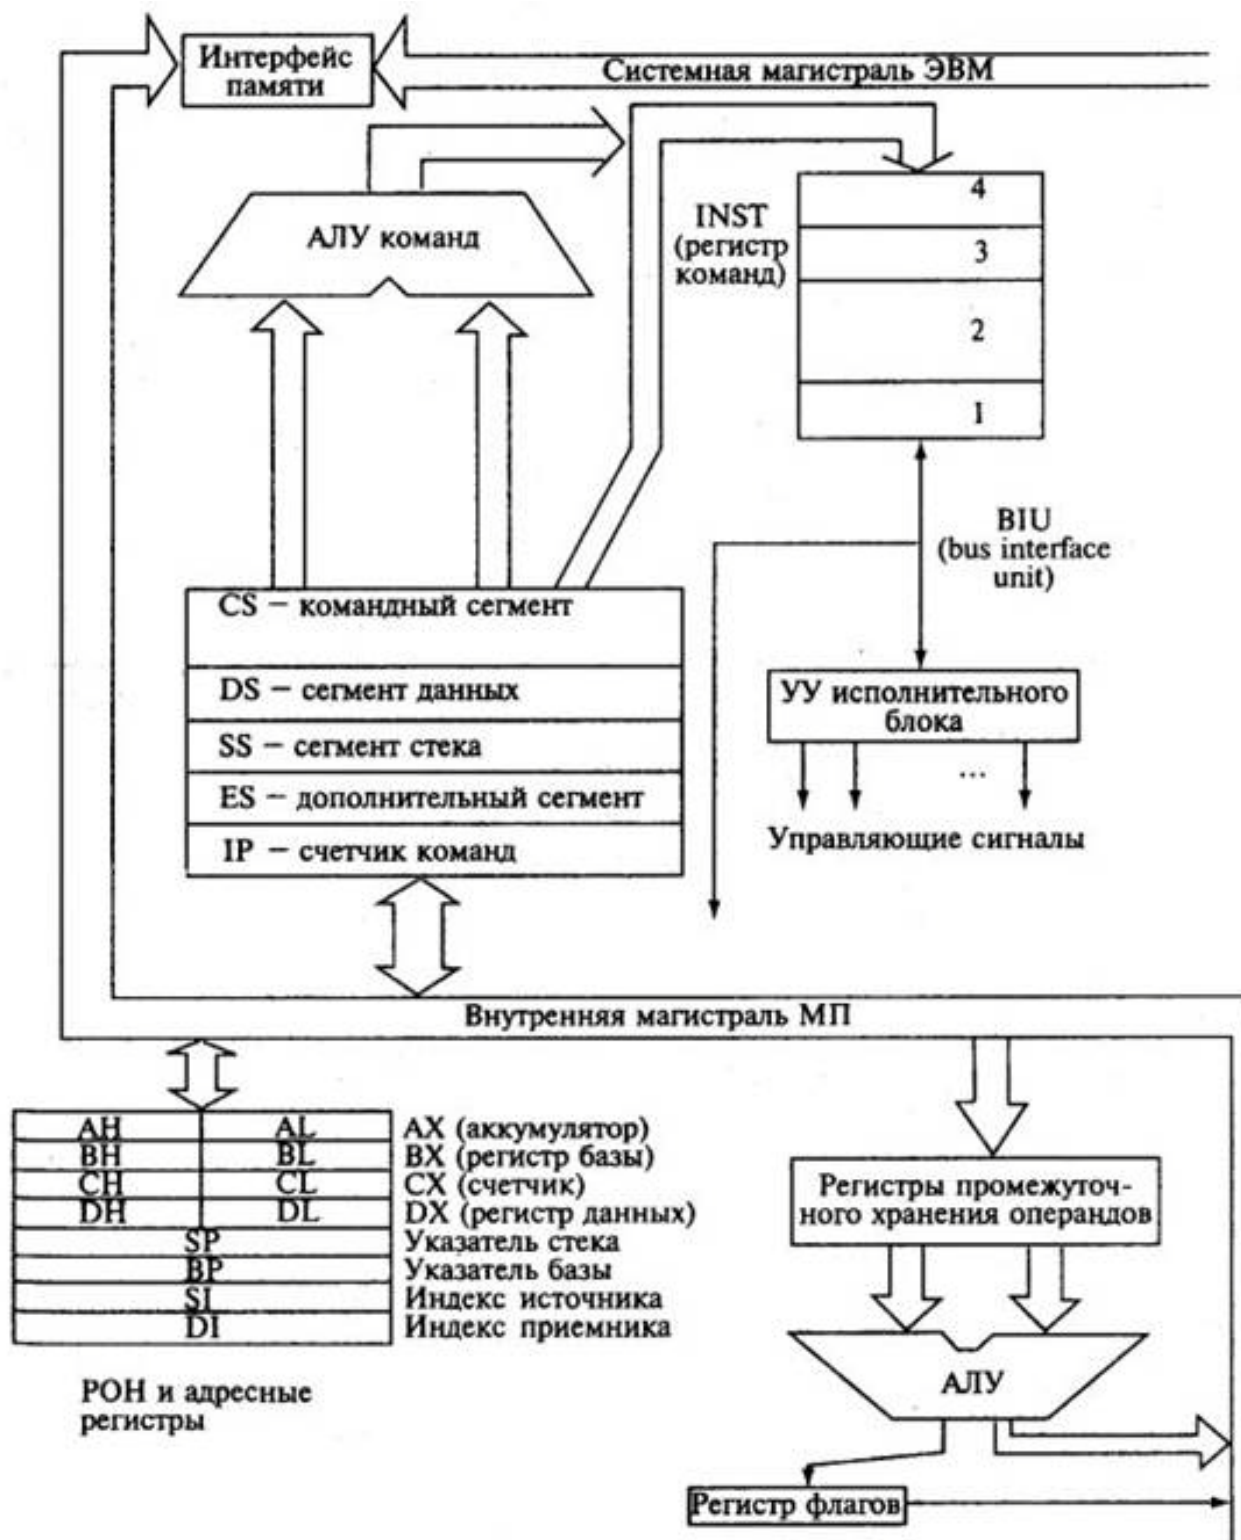 Интерфейс
памяти
Системная магистраль ЭВМ
АЛУ команд
INST
(регистр
команд)
4
3
2
1
BIU
(bus interface
unit)
CS – командный сегмент
DS – сегмент данных
SS – сегмент стека
ES – дополнительный сегмент
IP – счетчик команд
УУ исполнительного
блока
...
Управляющие сигналы
Внутренняя магистраль МП
AH AL AX (аккумулятор)
BH BL BX (регистр базы)
CH CL CX (счетчик)
DH DL DX (регистр данных)
SP Указатель стека
BP Указатель базы
SI Индекс источника
DI Индекс приемника
РОН и адресные
регистры
Регистры промежуточ-
ного хранения операндов
АЛУ
Регистр флагов